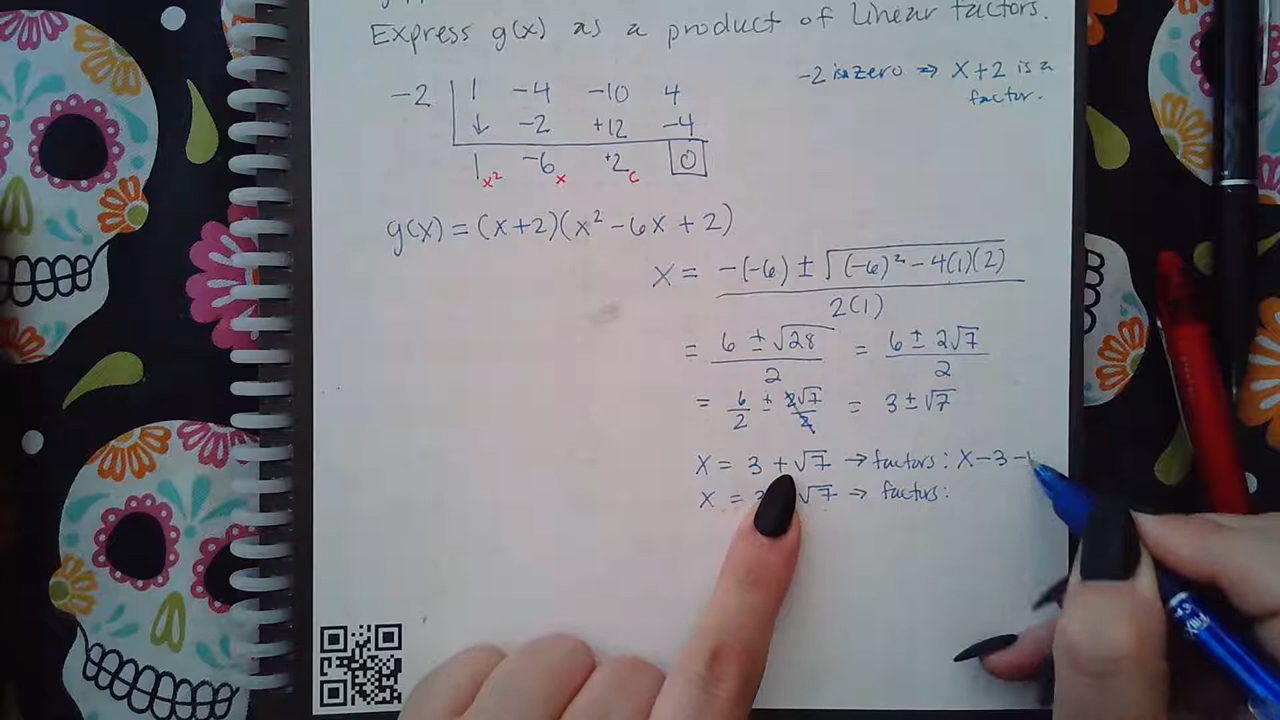 Express g(x) as a product of linear factors.
-2 is a zero ⇒ x+2 is a
factor.
-2 | 1 -4 -10 4
↓ -2 +12 -4
1 -6 +2 0
x² x c
g(x) = (x+2)(x² - 6x + 2)
x = -(-6) ± √(-6)² - 4(1)(2)
2(1)
= 6 ± √28 = 6 ± 2√7
2 2
= 6 ± 2√7 = 3 ± √7
2 2
x = 3 + √7 → factors: x - 3 -
x = √7 → factors: